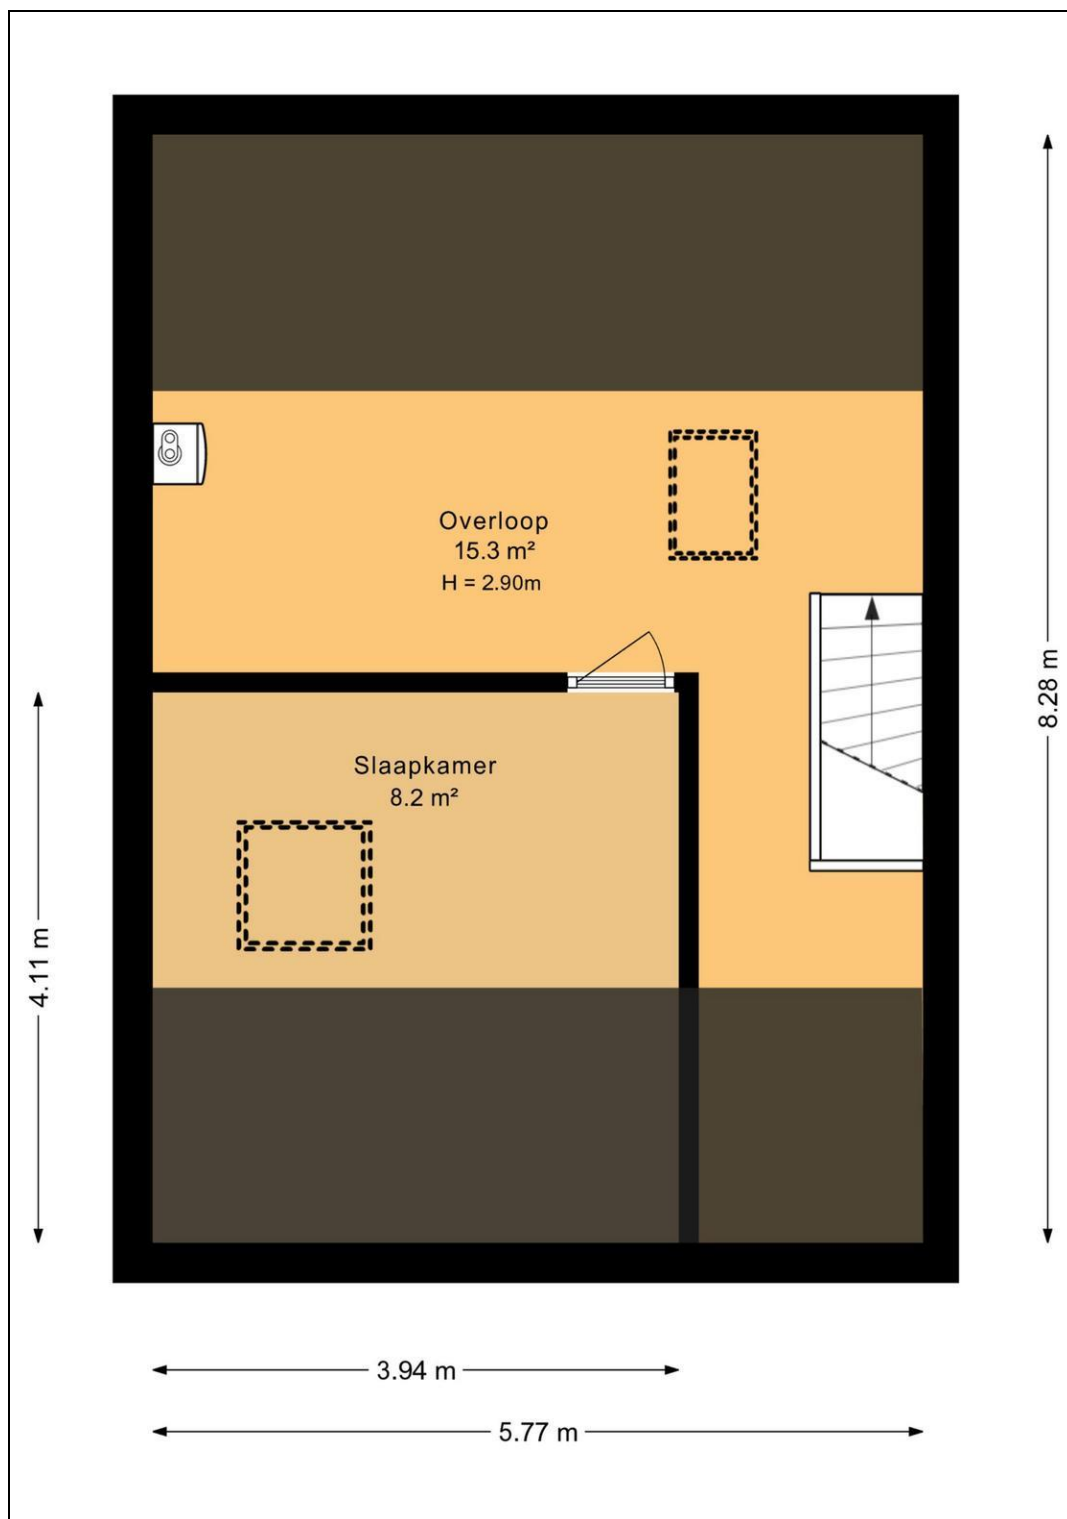 Overloop
15.3 m²
H = 2.90m
8.28 m
Slaapkamer
8.2 m²
4.11 m
3.94 m
5.77 m